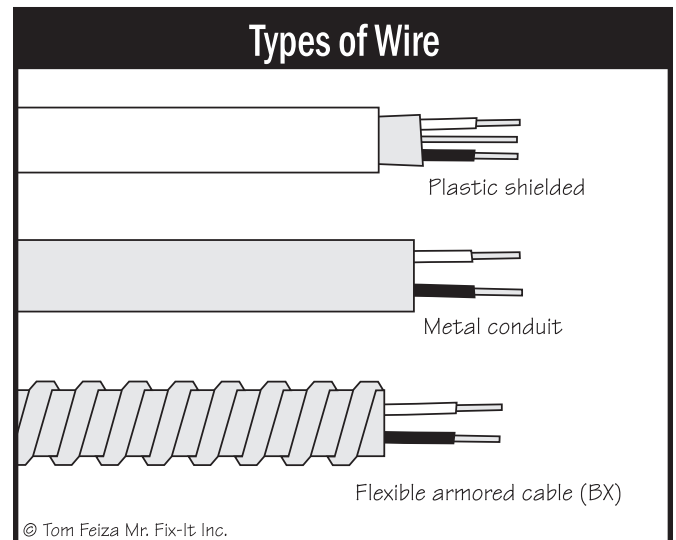 Types of Wire
Plastic shielded
Metal conduit
Flexible armored cable (BX)
© Tom Feiza Mr. Fix-It Inc.